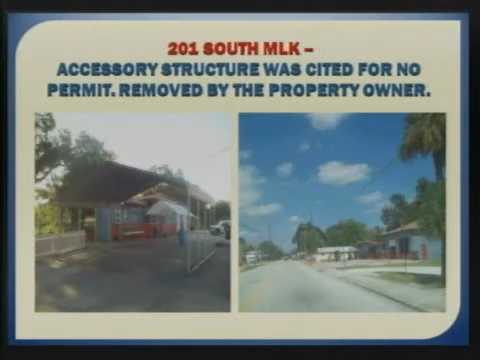 201 SOUTH MLK –
ACCESSORY STRUCTURE WAS CITED FOR NO
PERMIT. REMOVED BY THE PROPERTY OWNER.